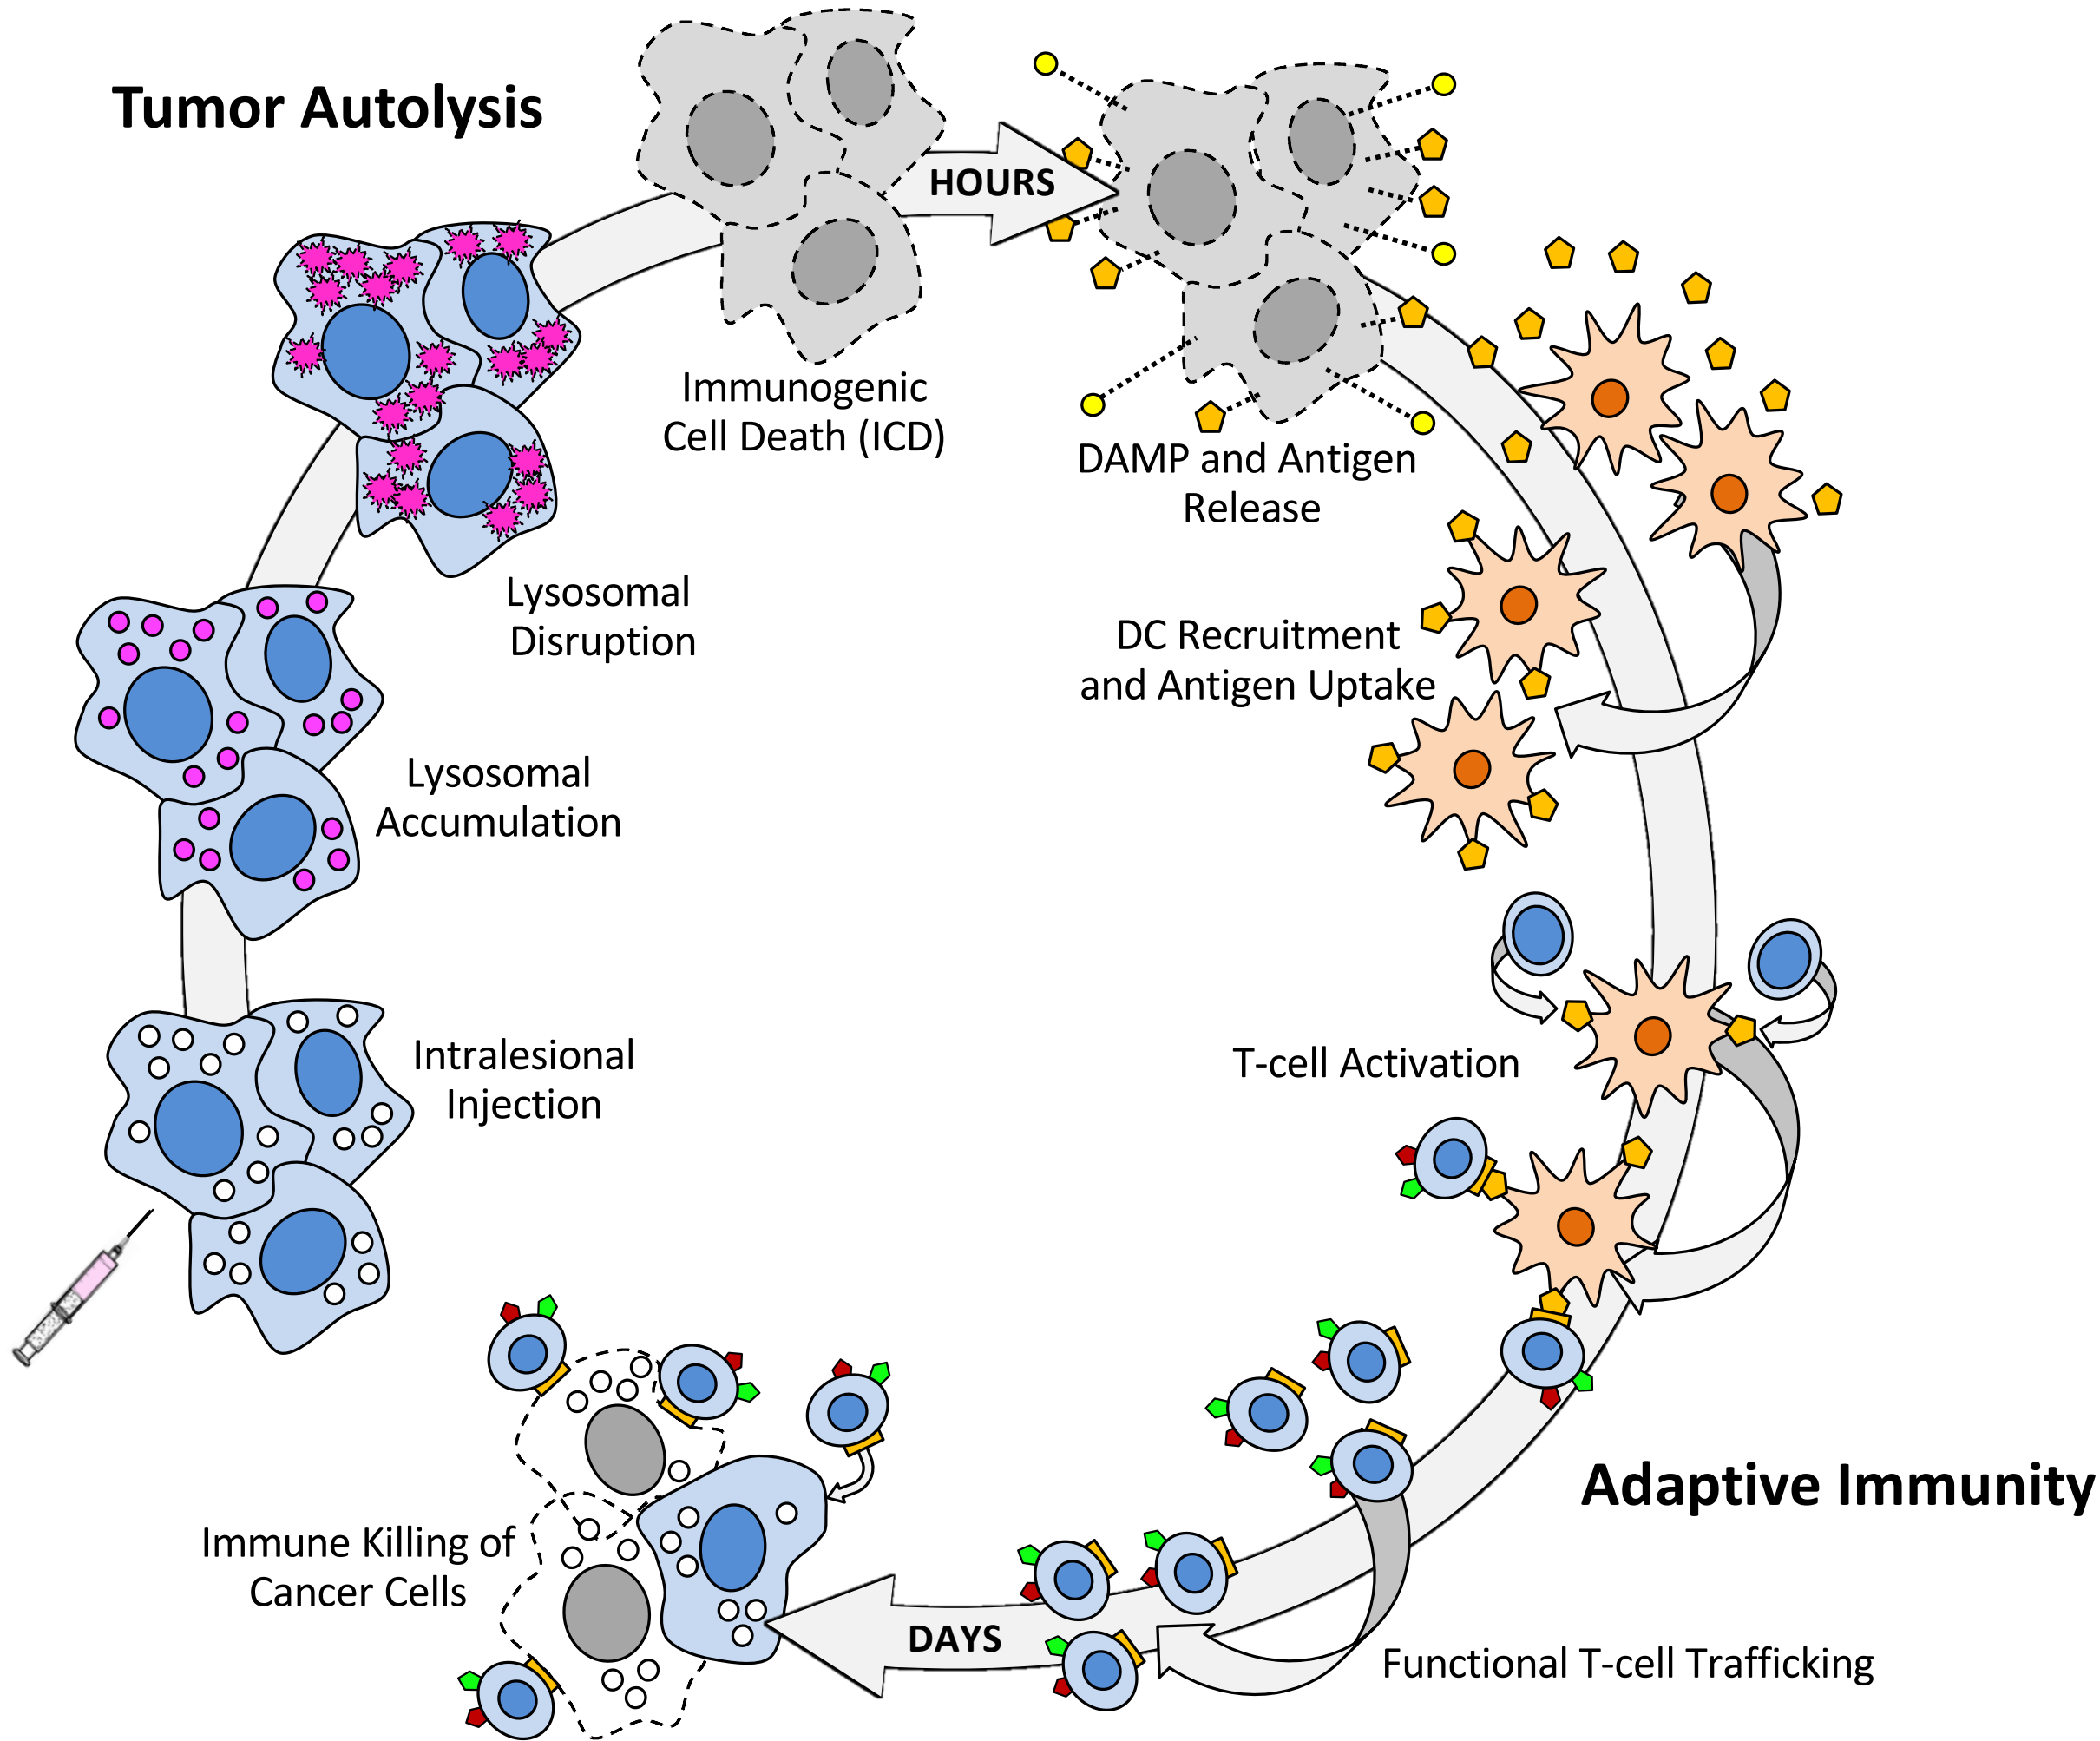 Tumor Autolysis
HOURS
Immunogenic
Cell Death (ICD)
DAMP and Antigen
Release
Lysosomal
Disruption
DC Recruitment
and Antigen Uptake
Lysosomal
Accumulation
Intralesional
Injection
T-cell Activation
Adaptive Immunity
Immune Killing of
Cancer Cells
DAYS
Functional T-cell Trafficking